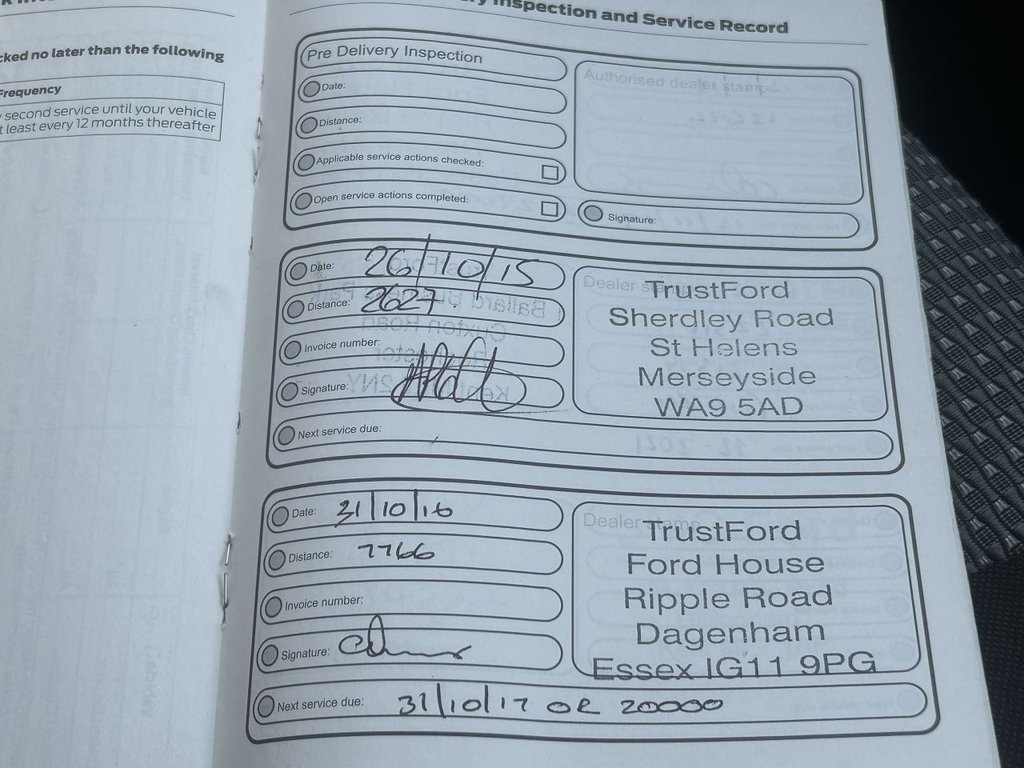 cked no later than the following
Frequency
second service until your vehicle
t least every 12 months thereafter
Inspection and Service Record
Pre Delivery Inspection
Date:
Distance:
Applicable service actions checked:
Open service actions completed:
Authorised dealer stamp
Signature:
Date: 26/10/15
Distance: 2627
Invoice number:
Signature:
Next service due:
Dealer stamp
TrustFord
Sherdley Road
St Helens
Merseyside
WA9 5AD
Date: 31/10/16
Distance: 7766
Invoice number:
Signature:
Next service due: 31/10/17 OR 20000
Dealer stamp
TrustFord
Ford House
Ripple Road
Dagenham
Essex IG11 9PG